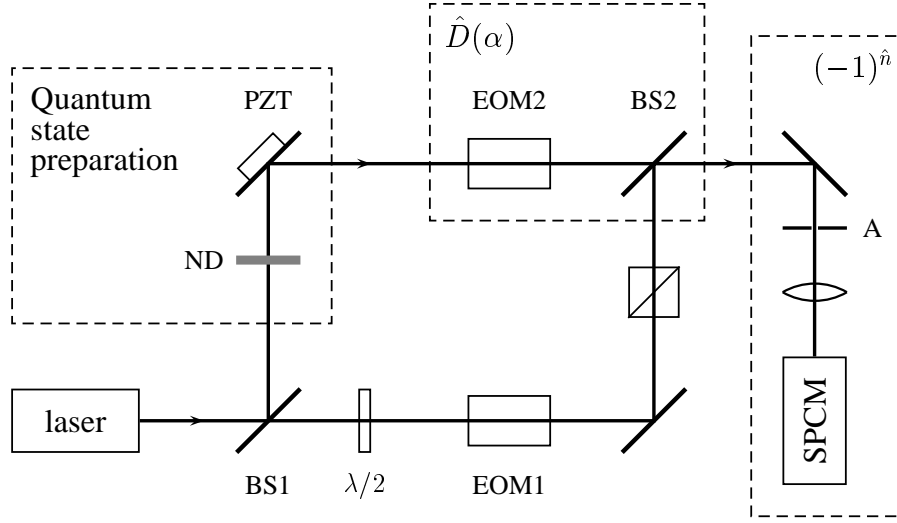 D̂(α)
(−1)^n̂
Quantum
state
preparation
PZT
EOM2
BS2
ND
A
laser
SPCM
BS1
λ/2
EOM1